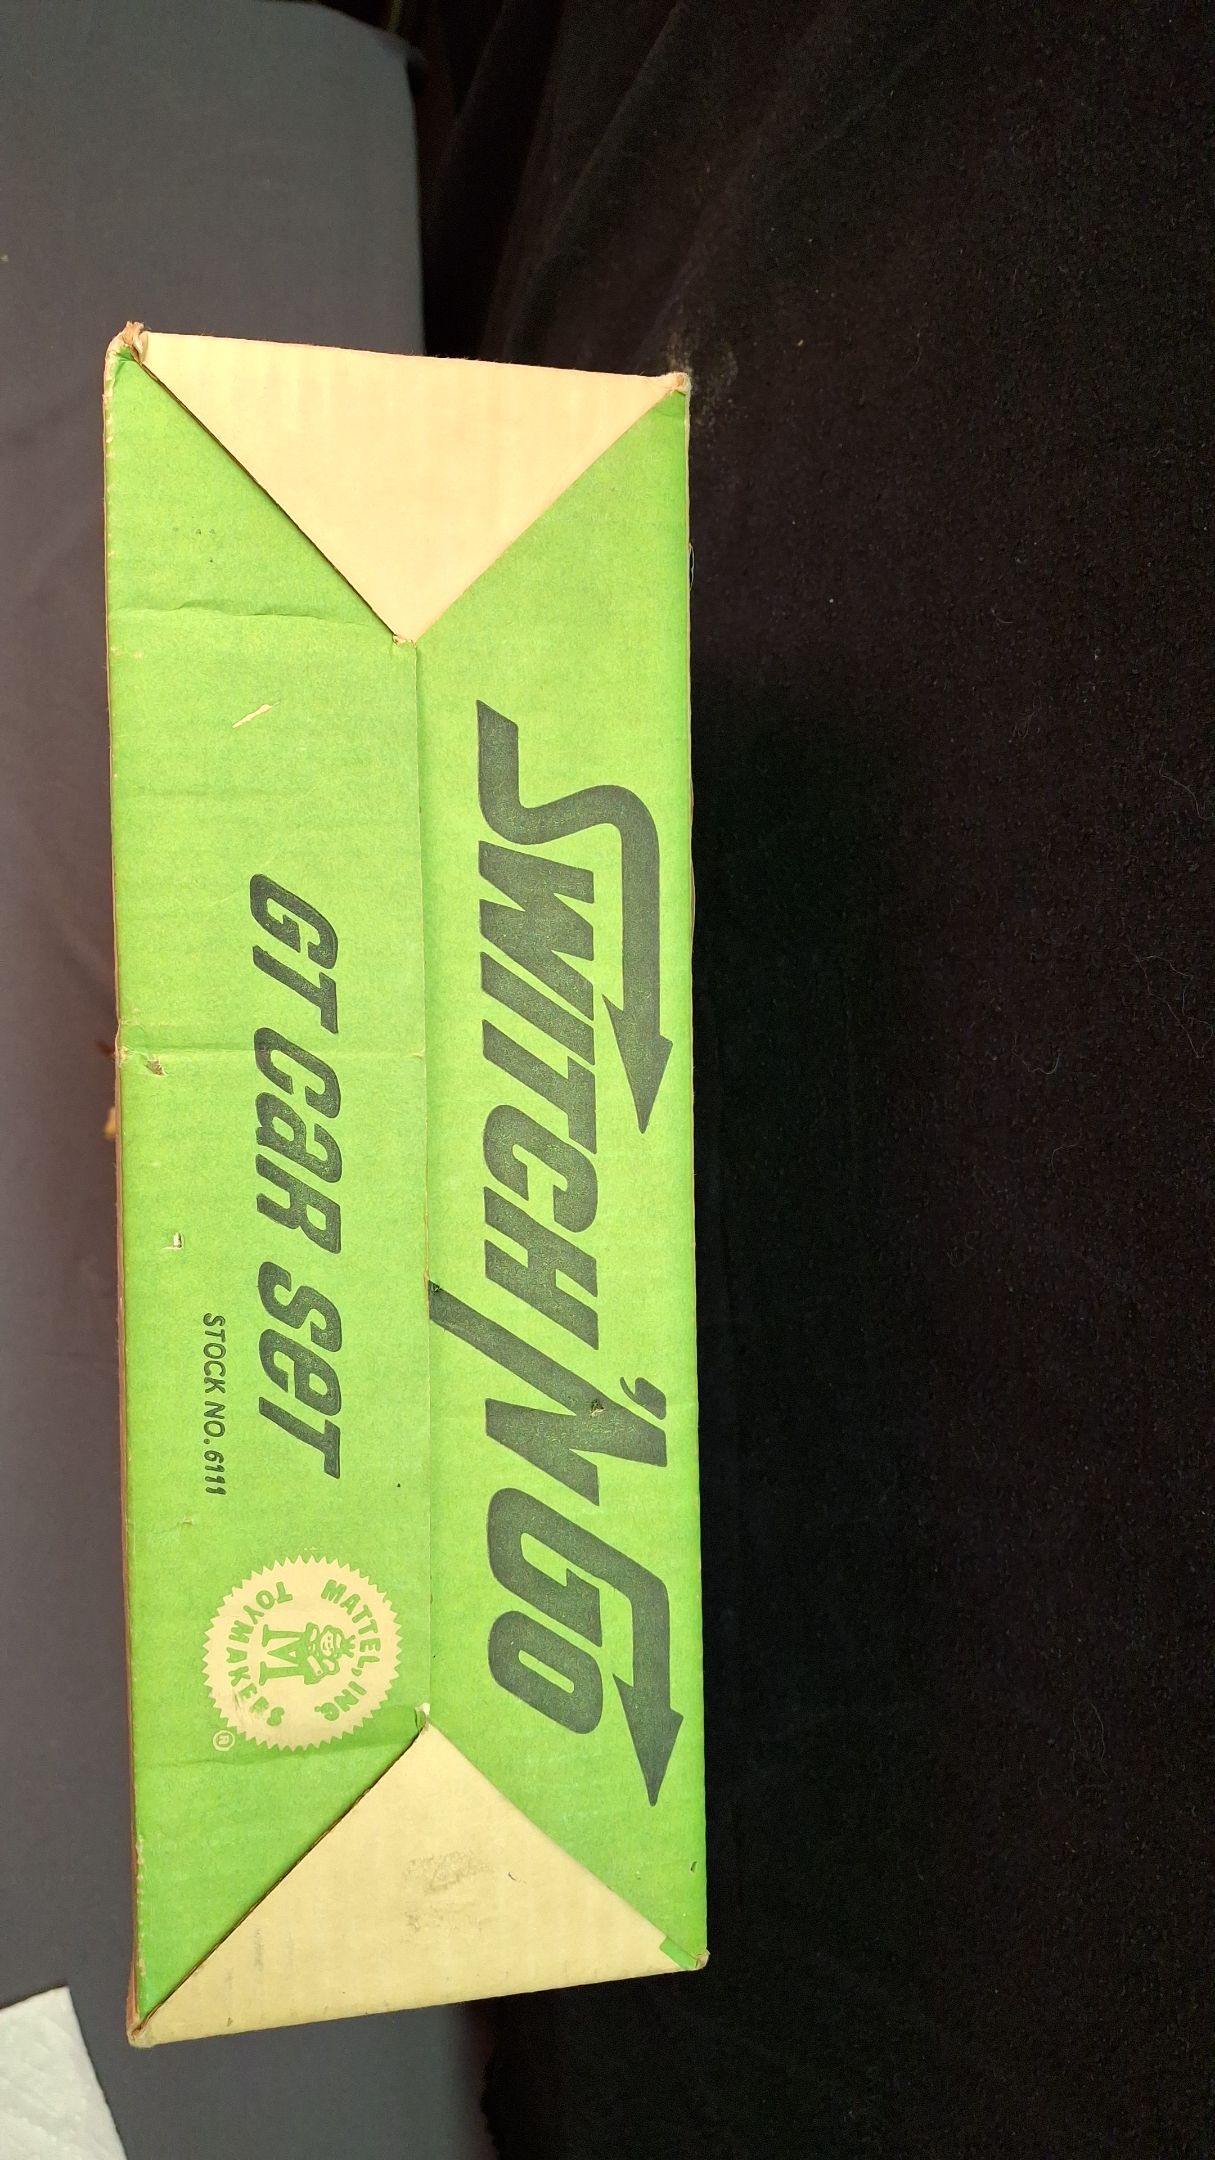 SWITCH 'N GO
GT CAR SET
STOCK NO. 6111
MATTEL, INC.
M
TOYMAKERS
®